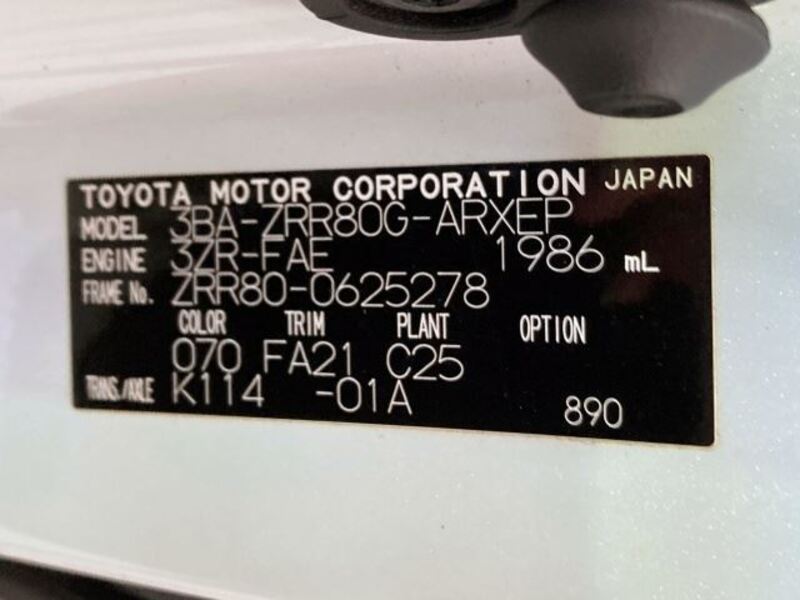 TOYOTA MOTOR CORPORATION JAPAN
MODEL 3BA-ZRR80G-ARXEP
ENGINE 3ZR-FAE 1986 mL
FRAME No. ZRR80-0625278
COLOR TRIM PLANT OPTION
070 FA21 C25
TRANS./AXLE K114 -01A 890